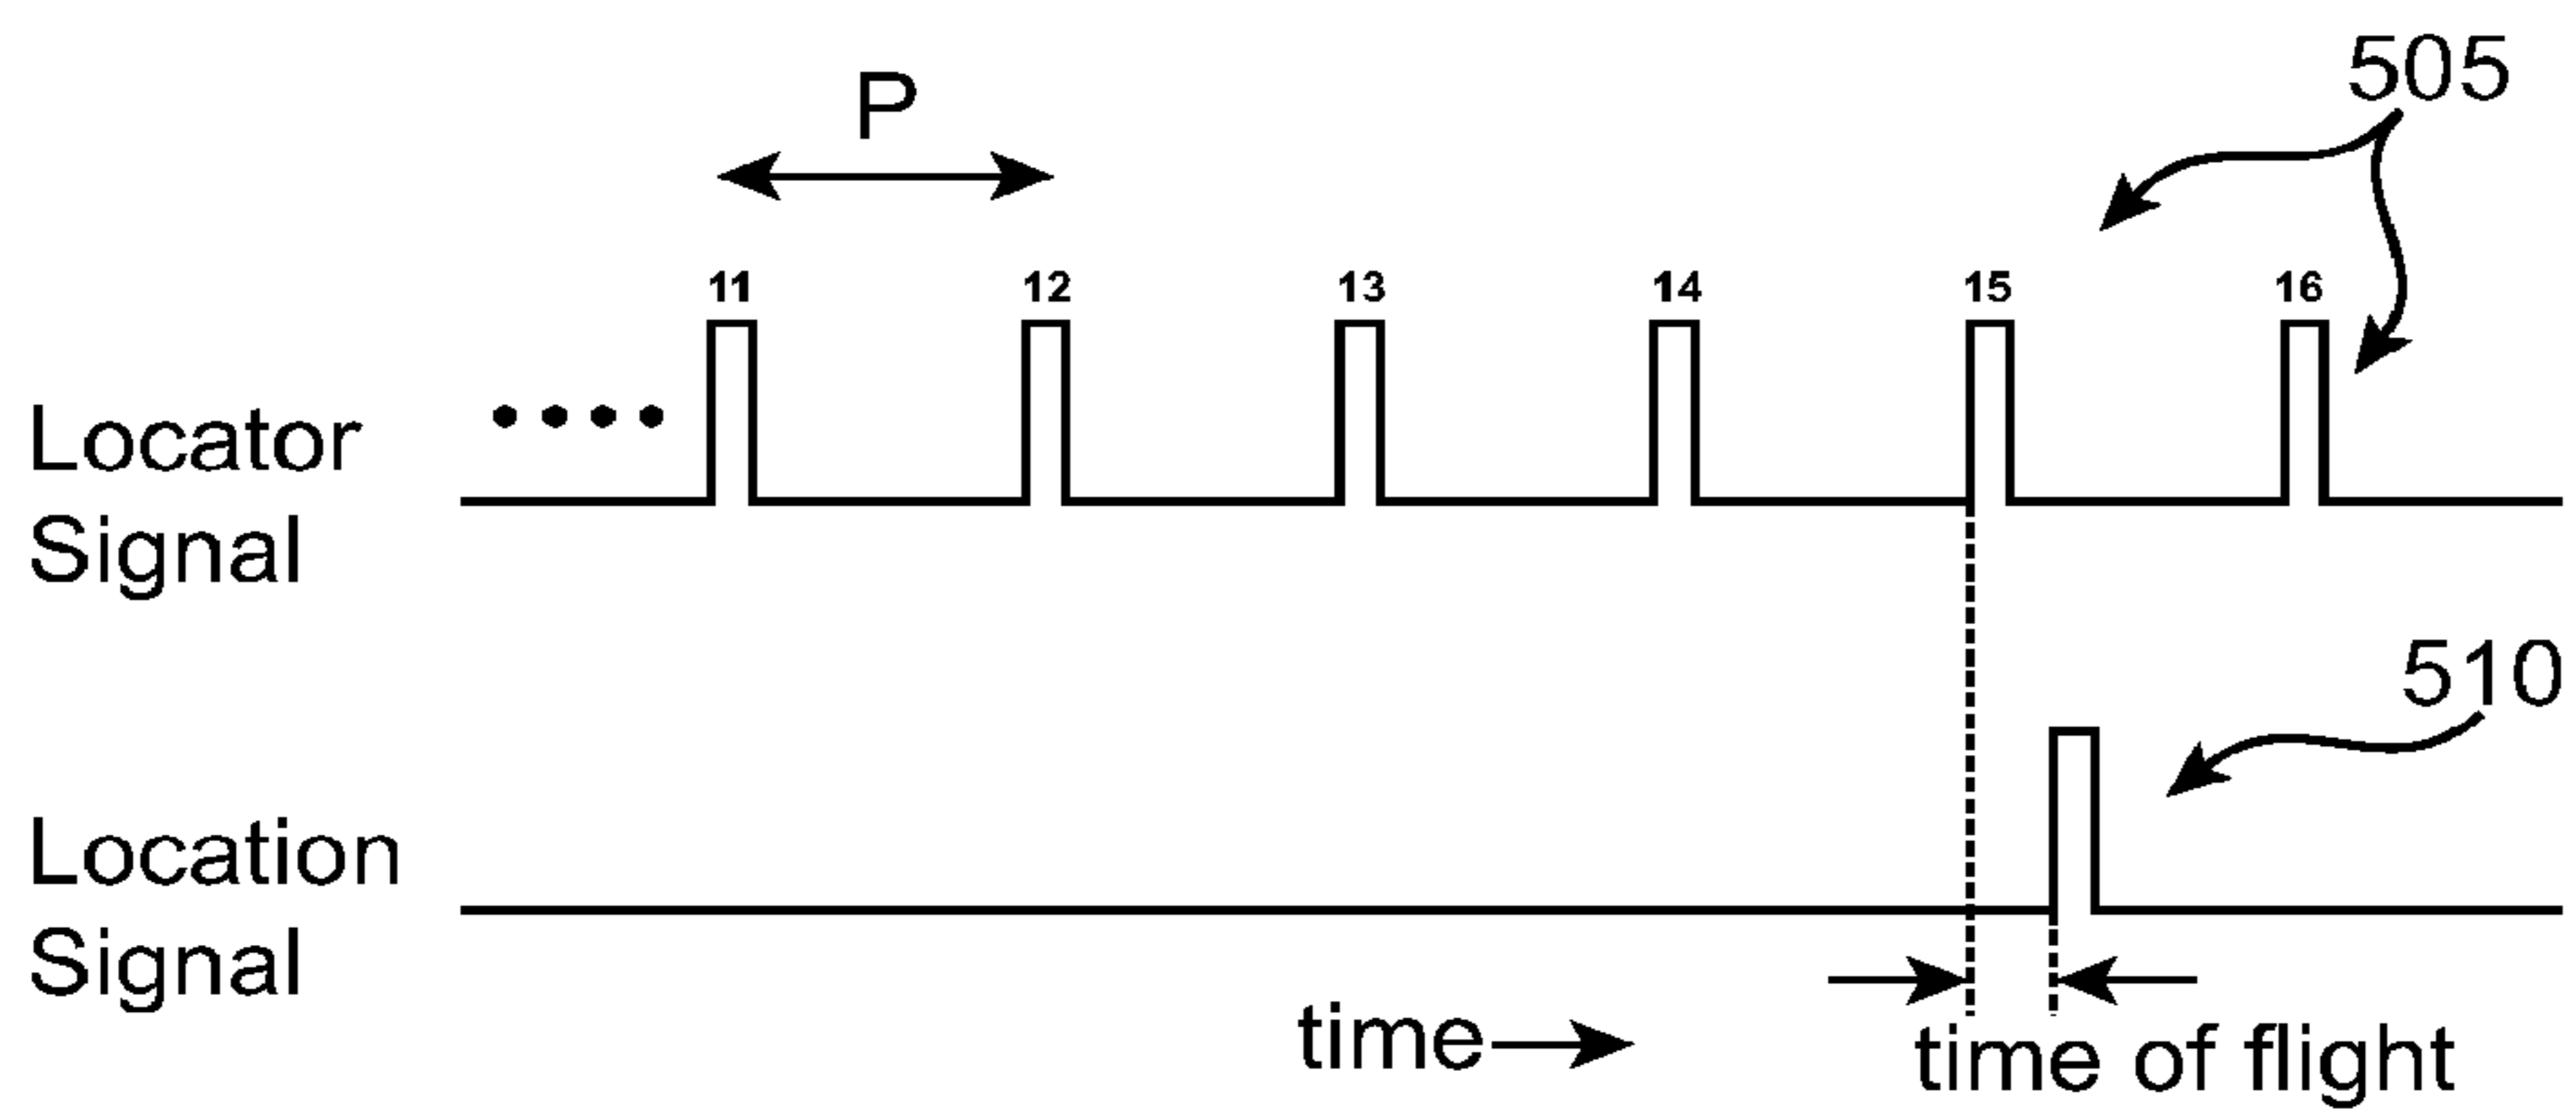 505
P
11 12 13 14 15 16
Locator
Signal
510
Location
Signal
time
time of flight